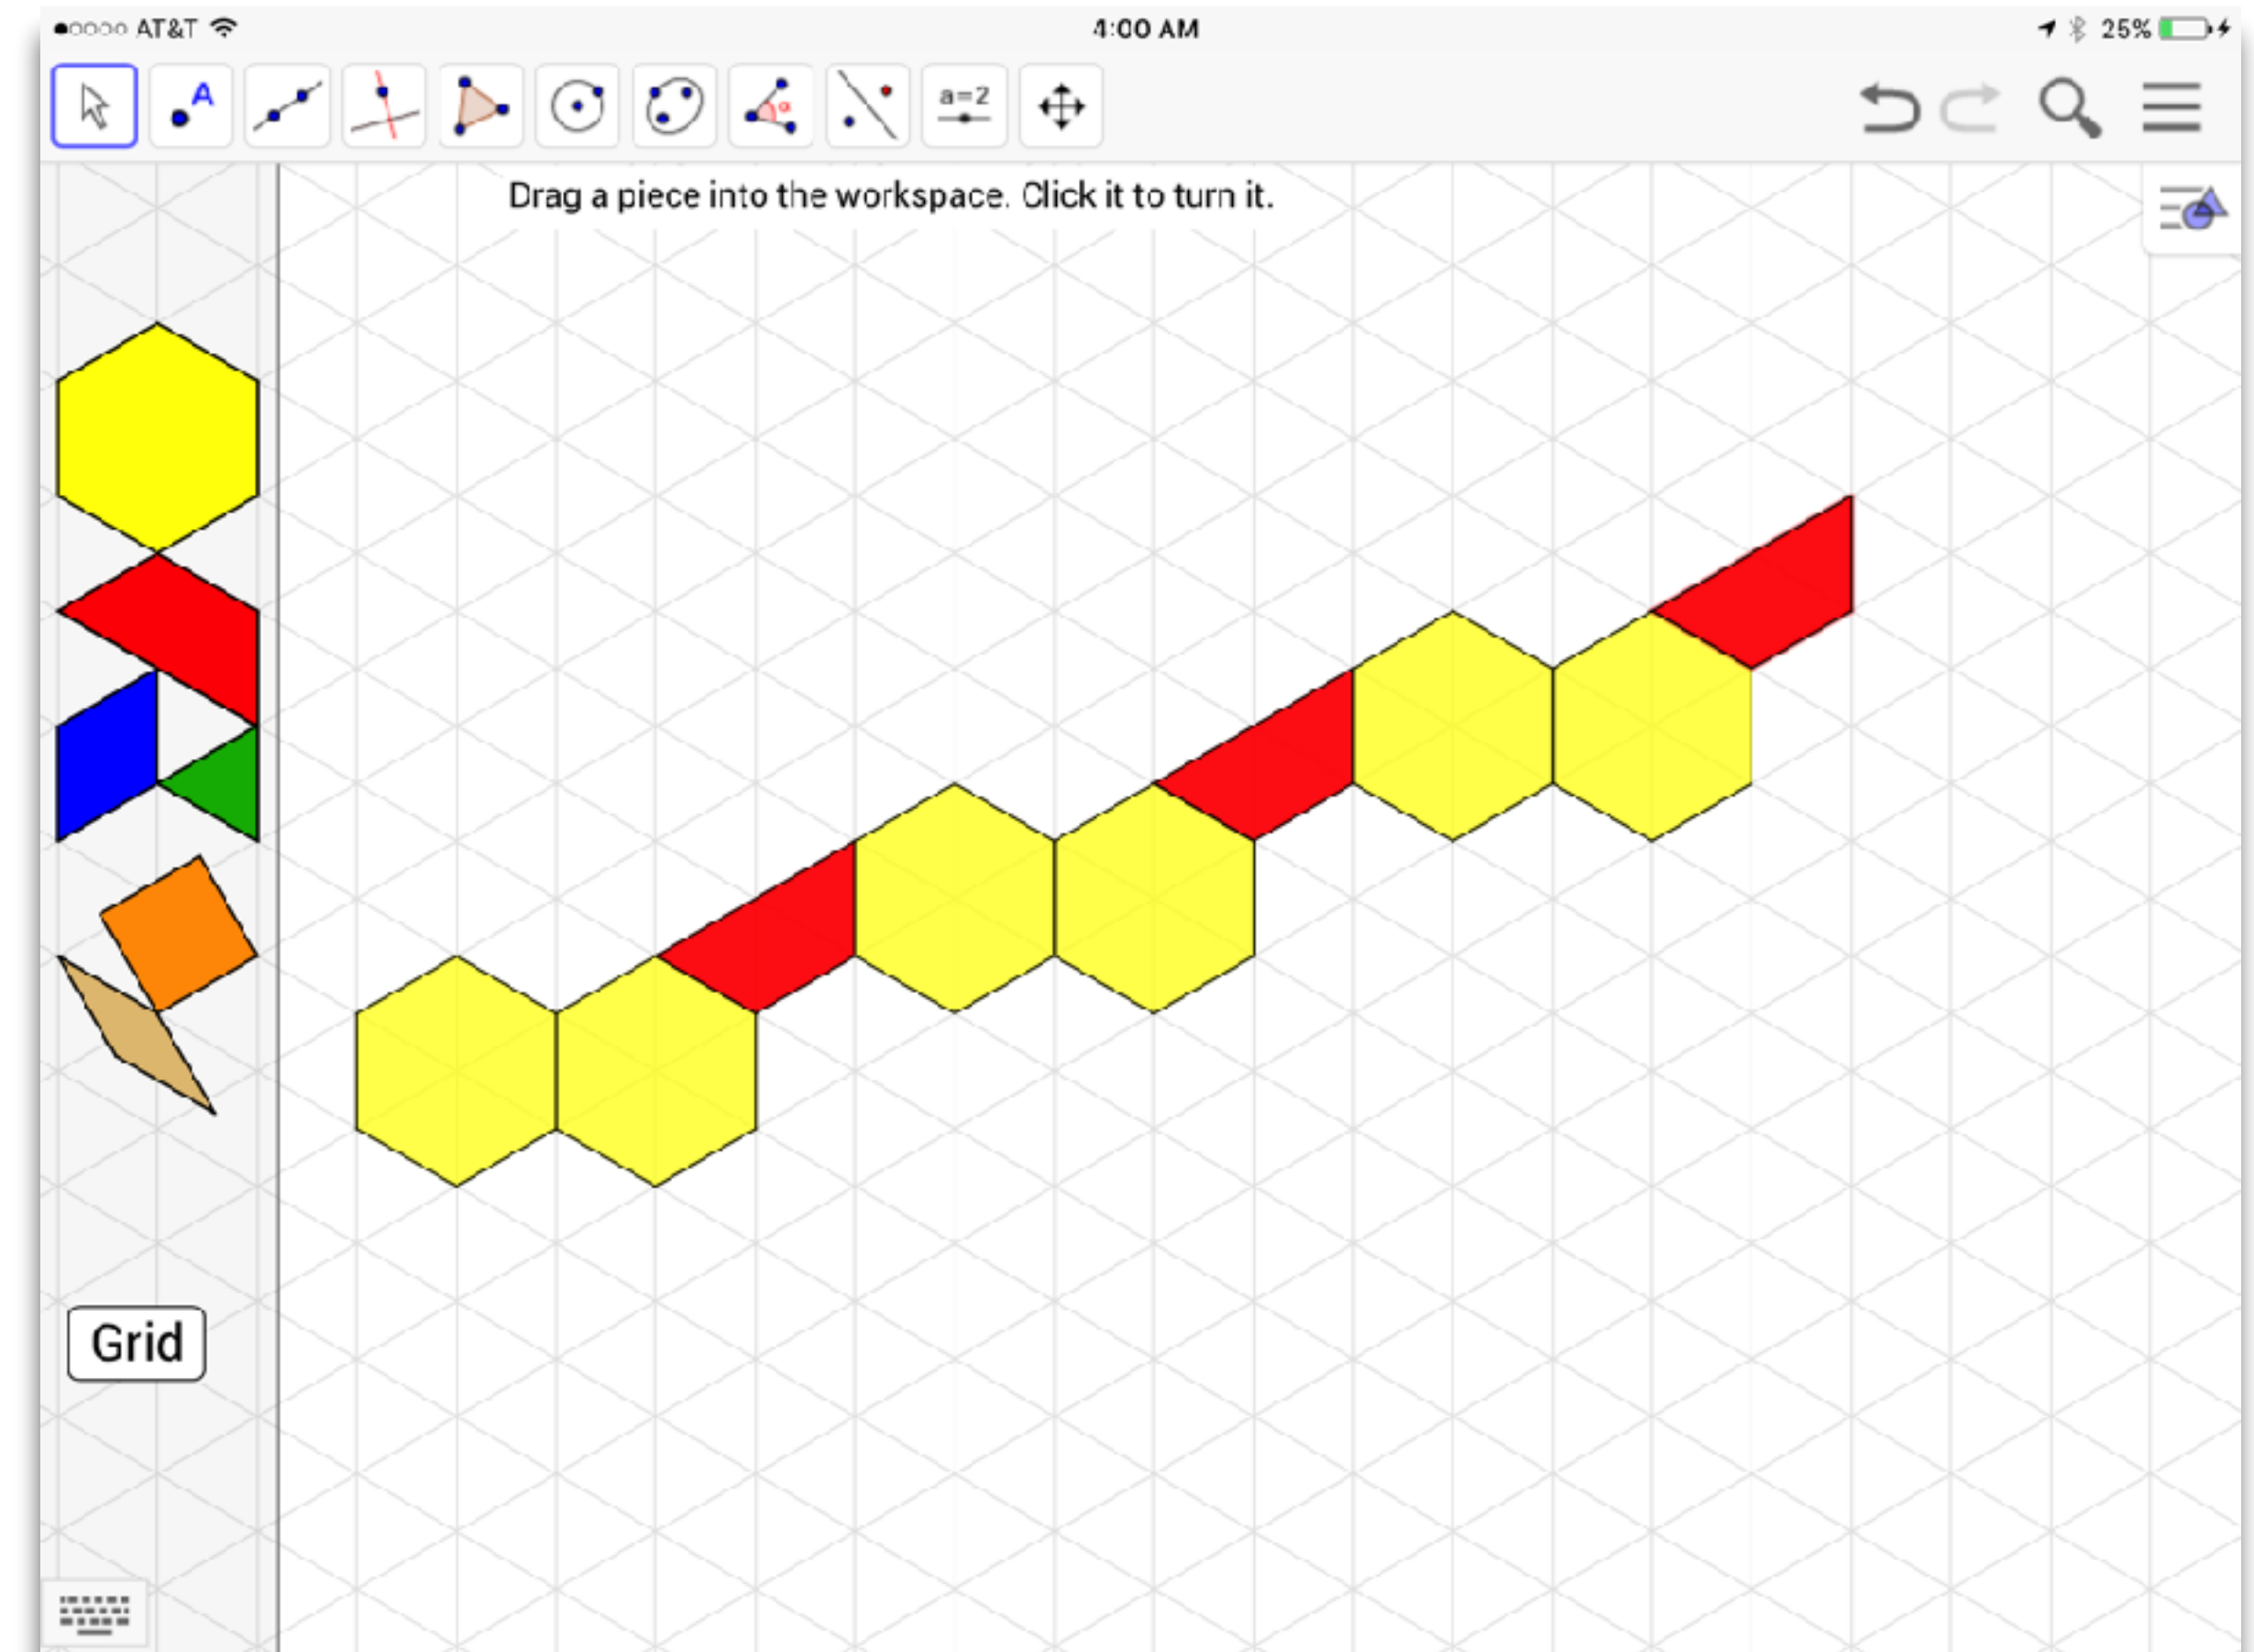 AT&T 4:00 AM 25%
A
α
a=2
Drag a piece into the workspace. Click it to turn it.
Grid